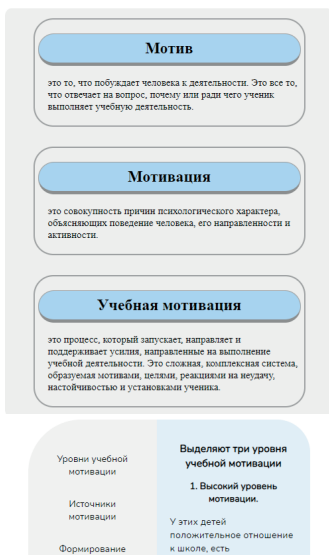 Мотив
это то, что побуждает человека к деятельности. Это все то,
что отвечает на вопрос, почему или ради чего ученик
выполняет учебную деятельность.
Мотивация
это совокупность причин психологического характера,
объясняющих поведение человека, его направленности и
активности.
Учебная мотивация
это процесс, который запускает, направляет и
поддерживает усилия, направленные на выполнение
учебной деятельности. Это сложная, комплексная система,
образуемая мотивами, целями, реакциями на неудачу,
настойчивостью и установками ученика.
Уровни учебной
мотивации
Источники
мотивации
Формирование
Выделяют три уровня
учебной мотивации
1. Высокий уровень
мотивации.
У этих детей
положительное отношение
к школе, есть